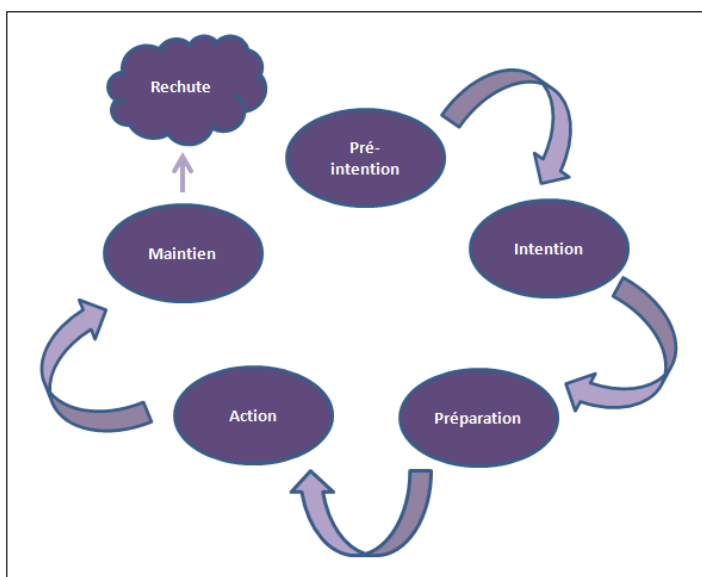 Rechute
Pré-
intention
Maintien
Intention
Action
Préparation